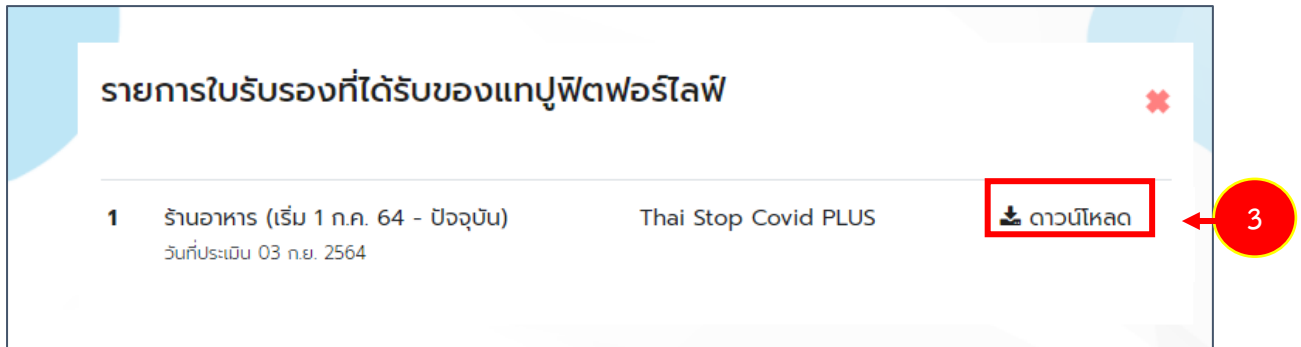 รายการใบรับรองที่ได้รับของแทปูฟิตฟอร์ไลฟ์
1 ร้านอาหาร (เริ่ม 1 ก.ค. 64 - ปัจจุบัน) Thai Stop Covid PLUS ดาวน์โหลด 3
วันที่ประเมิน 03 ก.ย. 2564